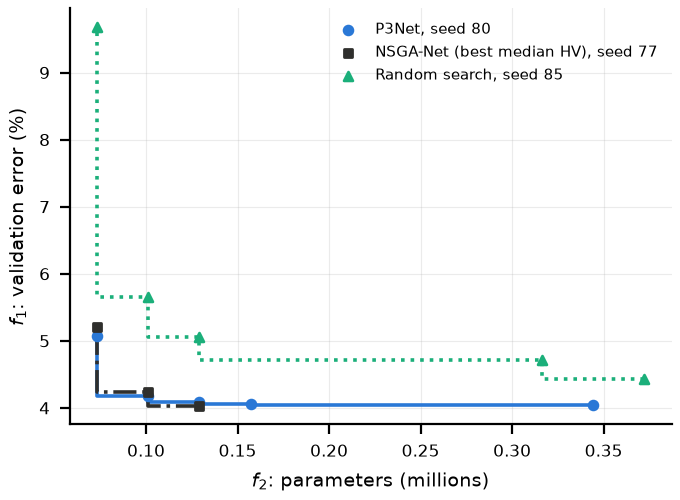 P3Net, seed 80
NSGA-Net (best median HV), seed 77
Random search, seed 85
f1: validation error (%)
9
8
7
6
5
4
0.10 0.15 0.20 0.25 0.30 0.35
f2: parameters (millions)